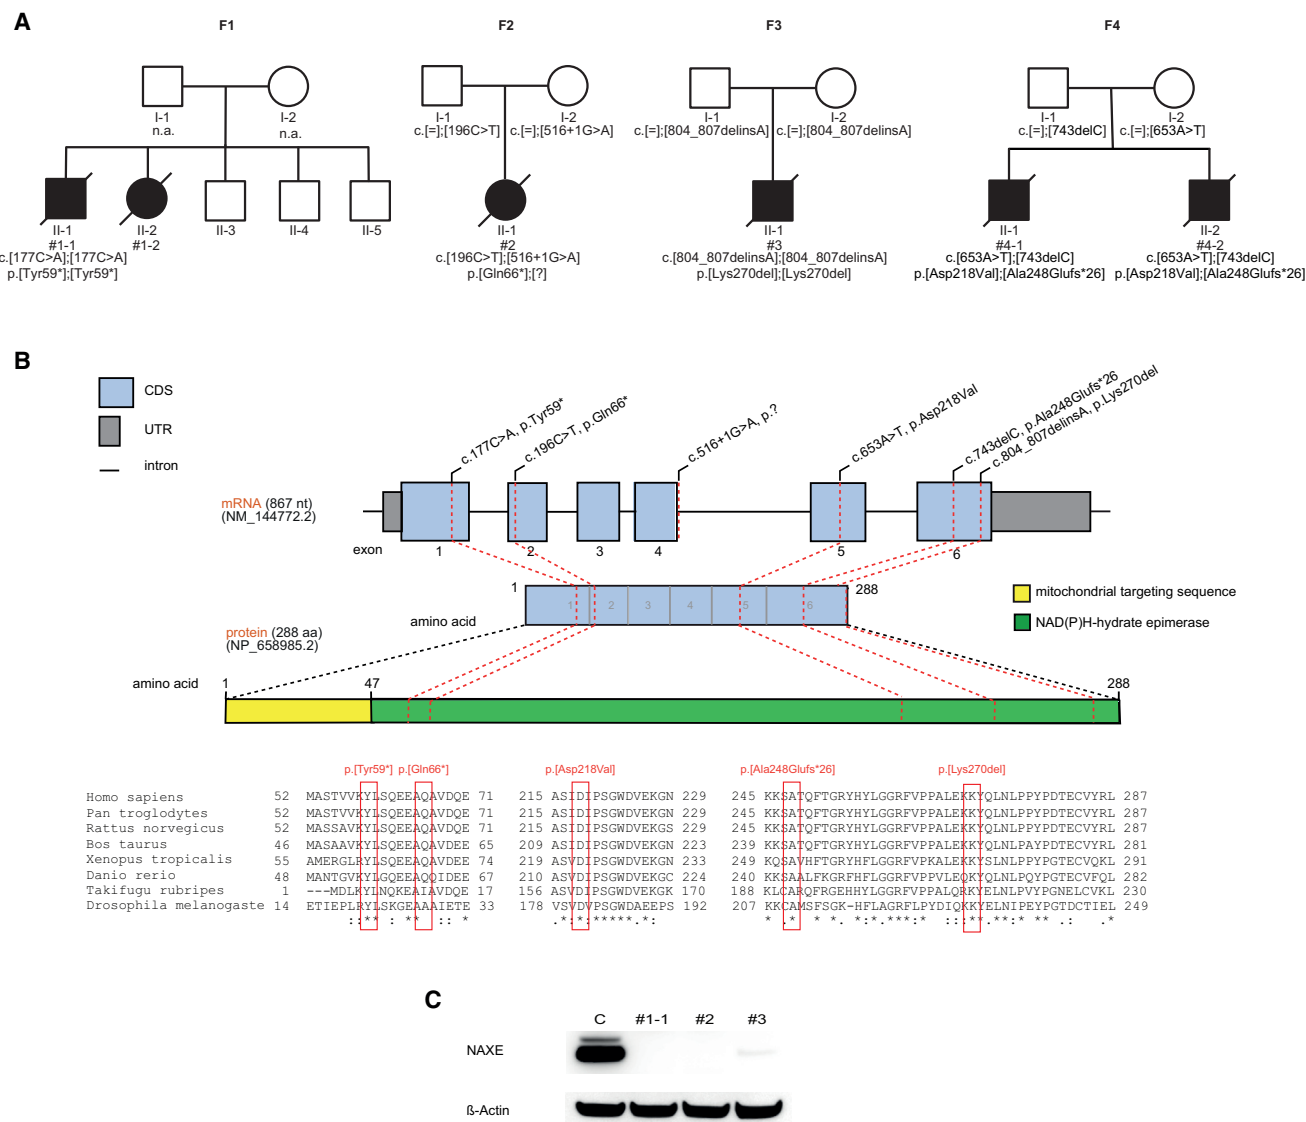 A
F1 F2 F3 F4
I-1 I-2 I-1 I-2 I-1 I-2 I-1 I-2
n.a. n.a. c.[=];[196C>T] c.[=];[516+1G>A] c.[=];[804_807delinsA] c.[=];[804_807delinsA] c.[=];[743delC] c.[=];[653A>T]
II-1 II-2 II-3 II-4 II-5 II-1 II-1 II-1 II-2
#1-1 #1-2 #2 #3 #4-1 #4-2
c.[177C>A];[177C>A] c.[196C>T];[516+1G>A] c.[804_807delinsA];[804_807delinsA] c.[653A>T];[743delC] c.[653A>T];[743delC]
p.[Tyr59*];[Tyr59*] p.[Gln66*];[?] p.[Lys270del];[Lys270del] p.[Asp218Val];[Ala248Glufs*26] p.[Asp218Val];[Ala248Glufs*26]
B
CDS
UTR
intron
c.177C>A, p.Tyr59*
c.196C>T, p.Gln66*
c.516+1G>A, p.?
c.653A>T, p.Asp218Val
c.743delC, p.Ala248Glufs*26
c.804_807delinsA, p.Lys270del
mRNA (867 nt)
(NM_144772.2)
exon 1 2 3 4 5 6
1 288
1 2 3 4 5 6
amino acid
mitochondrial targeting sequence
NAD(P)H-hydrate epimerase
protein (288 aa)
(NP_658985.2)
amino acid 1 47 288
p.[Tyr59*] p.[Gln66*] p.[Asp218Val] p.[Ala248Glufs*26] p.[Lys270del]
Homo sapiens 52 MASTVVKYLSQEEAQAVDQE 71 215 ASIDIPSGWDVEKGN 229 245 KKSATQFTGRYHYLGGRFVPPALEKKYQLNLPPYPDTECVYRL 287
Pan troglodytes 52 MASTVVKYLSQEEAQAVDQE 71 215 ASIDIPSGWDVEKGN 229 245 KKSATQFTGRYHYLGGRFVPPALEKKYQLNLPPYPDTECVYRL 287
Rattus norvegicus 52 MASSAVKYLSQEEAQAVDQE 71 215 ASIDIPSGWDVEKGS 229 245 KKSATQFTGRYHYLGGRFVPPALEKKYQLNLPPYPDTECVYRL 287
Bos taurus 46 MSAAVKYLSQEEAQAVDEE 65 209 ASIDIPSGWDVEKGN 223 239 KKSATQFTGRYHYLGGRFVPPALEKKYQLNLPPYPDTECVYRL 281
Xenopus tropicalis 55 AMERGLRYLSQEEAQAVDEE 74 219 ASVDIPSGWDVEKGN 233 249 KQSAVHFTGRYHFLGGRFVPKALEKKYSLNLPPYPGTECVQKL 291
Danio rerio 48 MANTGVKYLGQEEAQQIDEE 67 210 ASVDIPSGWDVEKGC 224 240 KKSAALFKGRFHFLGGRFVPPALEQKYQLNLPPYPGTECVFQL 282
Takifugu rubripes 1 ---MDLKYLNQKEAIAVDQE 17 156 ASVDIPSGWDVEKGK 170 188 KLCARQFRGEHHYLGGRFVPPALQRKYELNLPVYPGNELCVKL 230
Drosophila melanogaste 14 ETIEPLRYLSKGEAAAIETE 33 178 VSVDVPSGWDAEEPS 192 207 KKCAMSFSGK-HFLAGRFLPYDIQKKYELNIPEYPGTDCTIEL 249
C
C #1-1 #2 #3
NAXE
ß-Actin